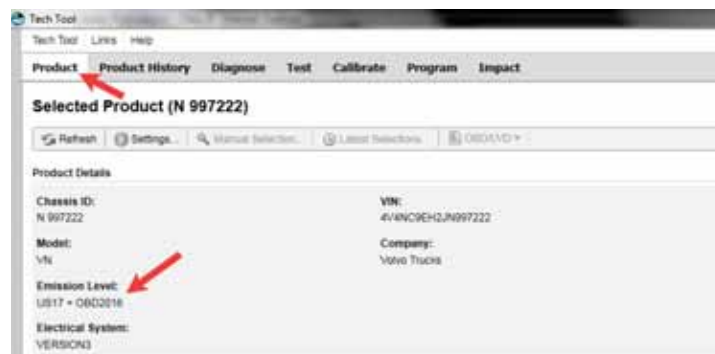 Tech Tool
Tech Tool Links Help
Product Product History Diagnose Test Calibrate Program Impact
Selected Product (N 997222)
Refresh Settings... Manual Selection... Latest Selections OBD/LVD
Product Details
Chassis ID: VIN:
N 997222 4V4NC9EH2JN997222
Model: Company:
VN Volvo Trucks
Emission Level:
US17 + OBD2016
Electrical System:
VERSION3